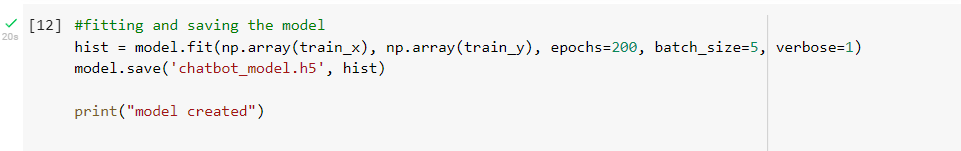 [12] #fitting and saving the model
20s
hist = model.fit(np.array(train_x), np.array(train_y), epochs=200, batch_size=5, verbose=1)
model.save('chatbot_model.h5', hist)
print("model created")